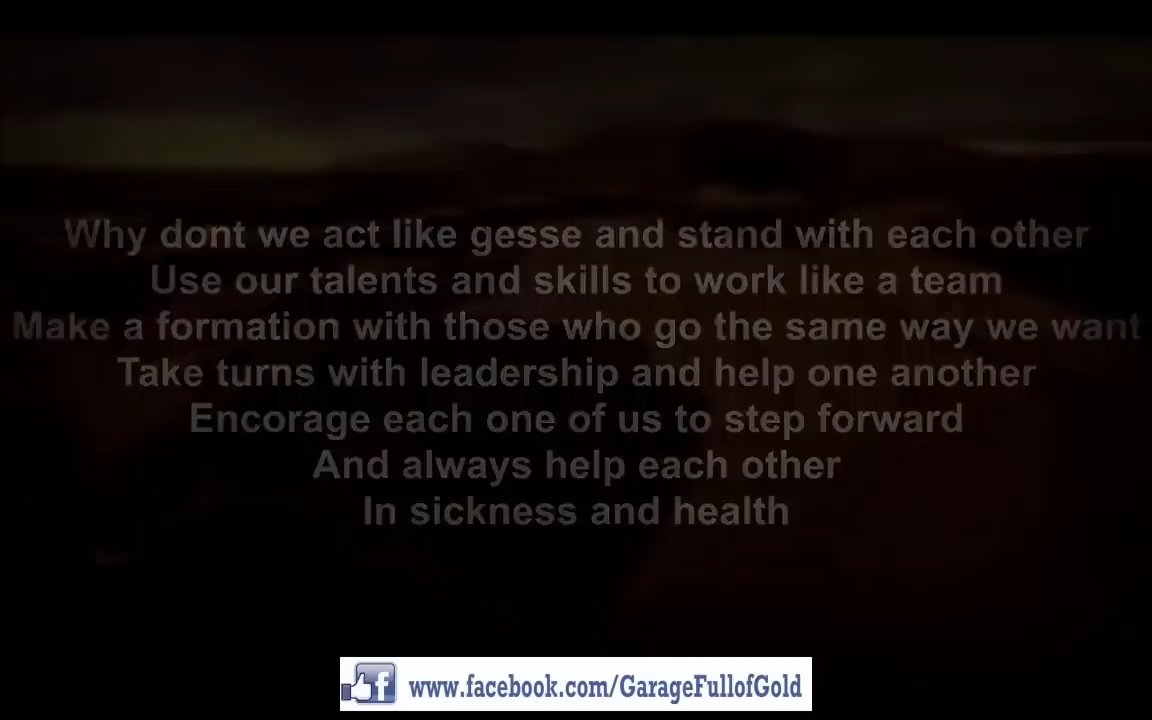 Why dont we act like gesse and stand with each other
Use our talents and skills to work like a team
Make a formation with those who go the same way we want
Take turns with leadership and help one another
Encorage each one of us to step forward
And always help each other
In sickness and health
f www.facebook.com/GarageFullofGold